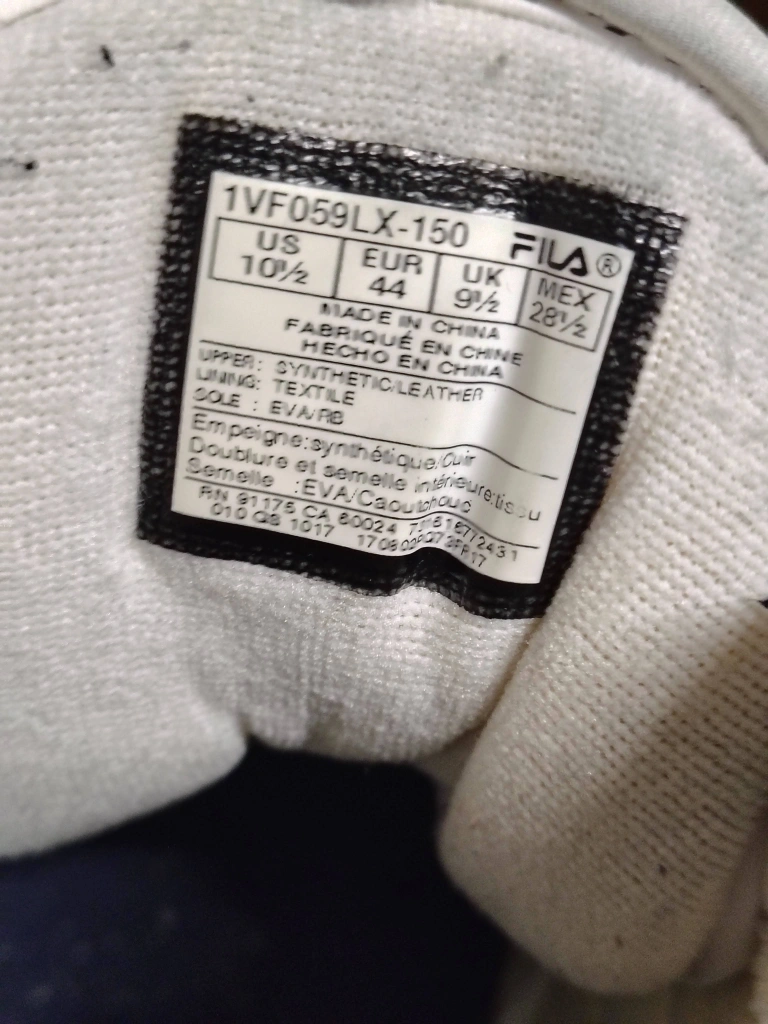 1VF059LX-150 FILA®
US EUR UK MEX
10½ 44 9½ 28½
MADE IN CHINA
FABRIQUÉ EN CHINE
HECHO EN CHINA
UPPER: SYNTHETIC/LEATHER
LINING: TEXTILE
SOLE : EVA/RB
Empeigne:synthétique/Cuir
Doublure et semelle intérieure:tissu
Semelle :EVA/Caoutchouc
RN 91175 CA 60024
010 QS 1017